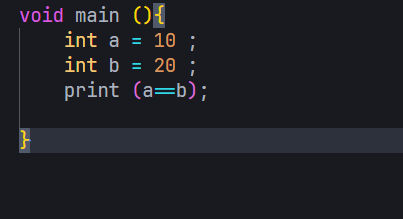 void main (){
int a = 10 ;
int b = 20 ;
print (a==b);
}